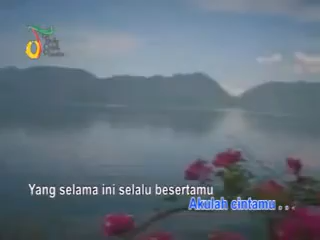 Yang selama ini selalu besertamu
Akulah cintamu . . .